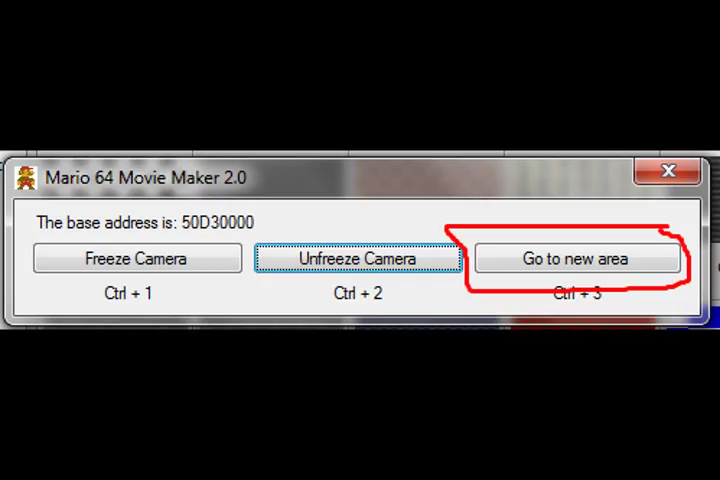 Mario 64 Movie Maker 2.0
The base address is: 50D30000
Freeze Camera Unfreeze Camera Go to new area
Ctrl + 1 Ctrl + 2 Ctrl + 3